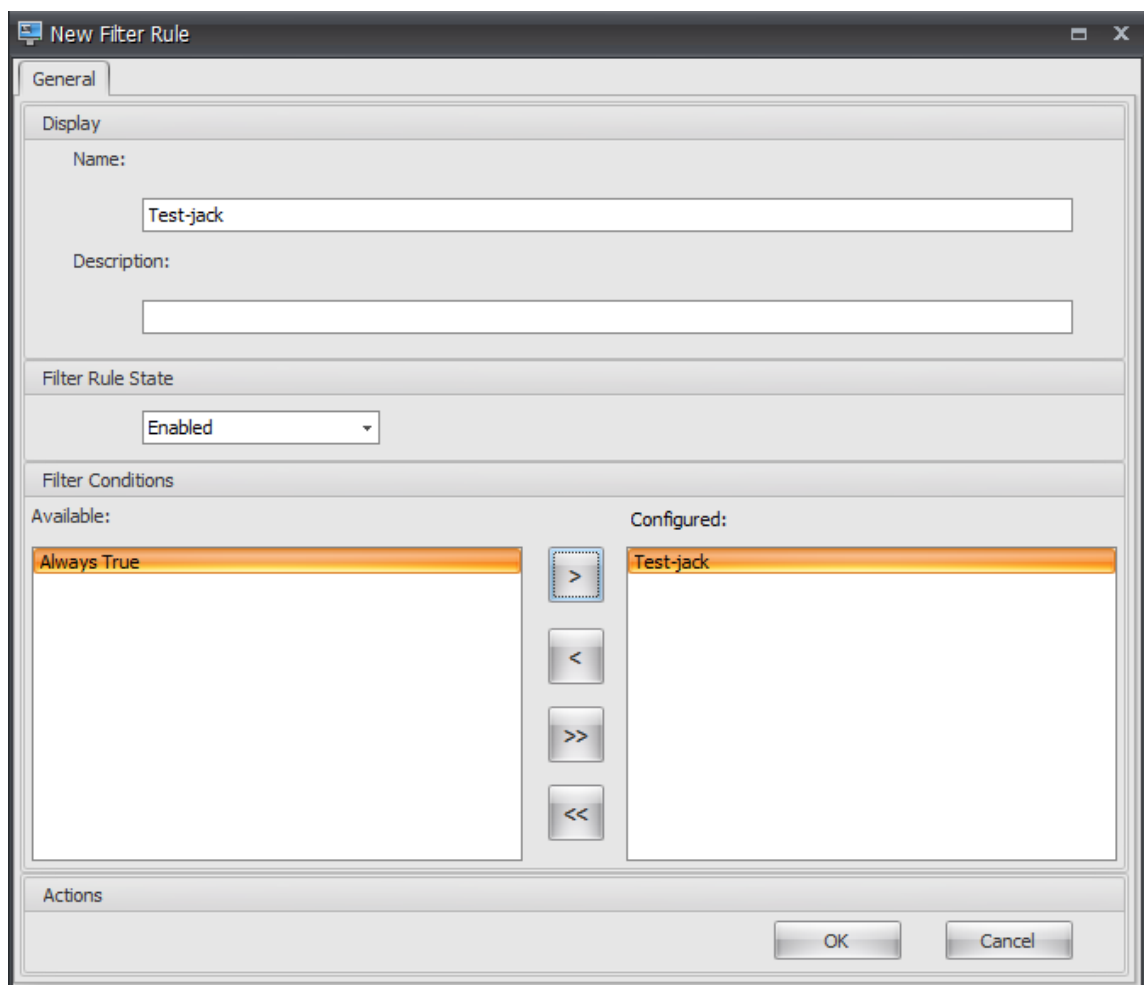 New Filter Rule
General
Display
Name:
Test-jack
Description:
Filter Rule State
Enabled
Filter Conditions
Available:
Configured:
Always True
>
Test-jack
<
>>
<<
Actions
OK
Cancel